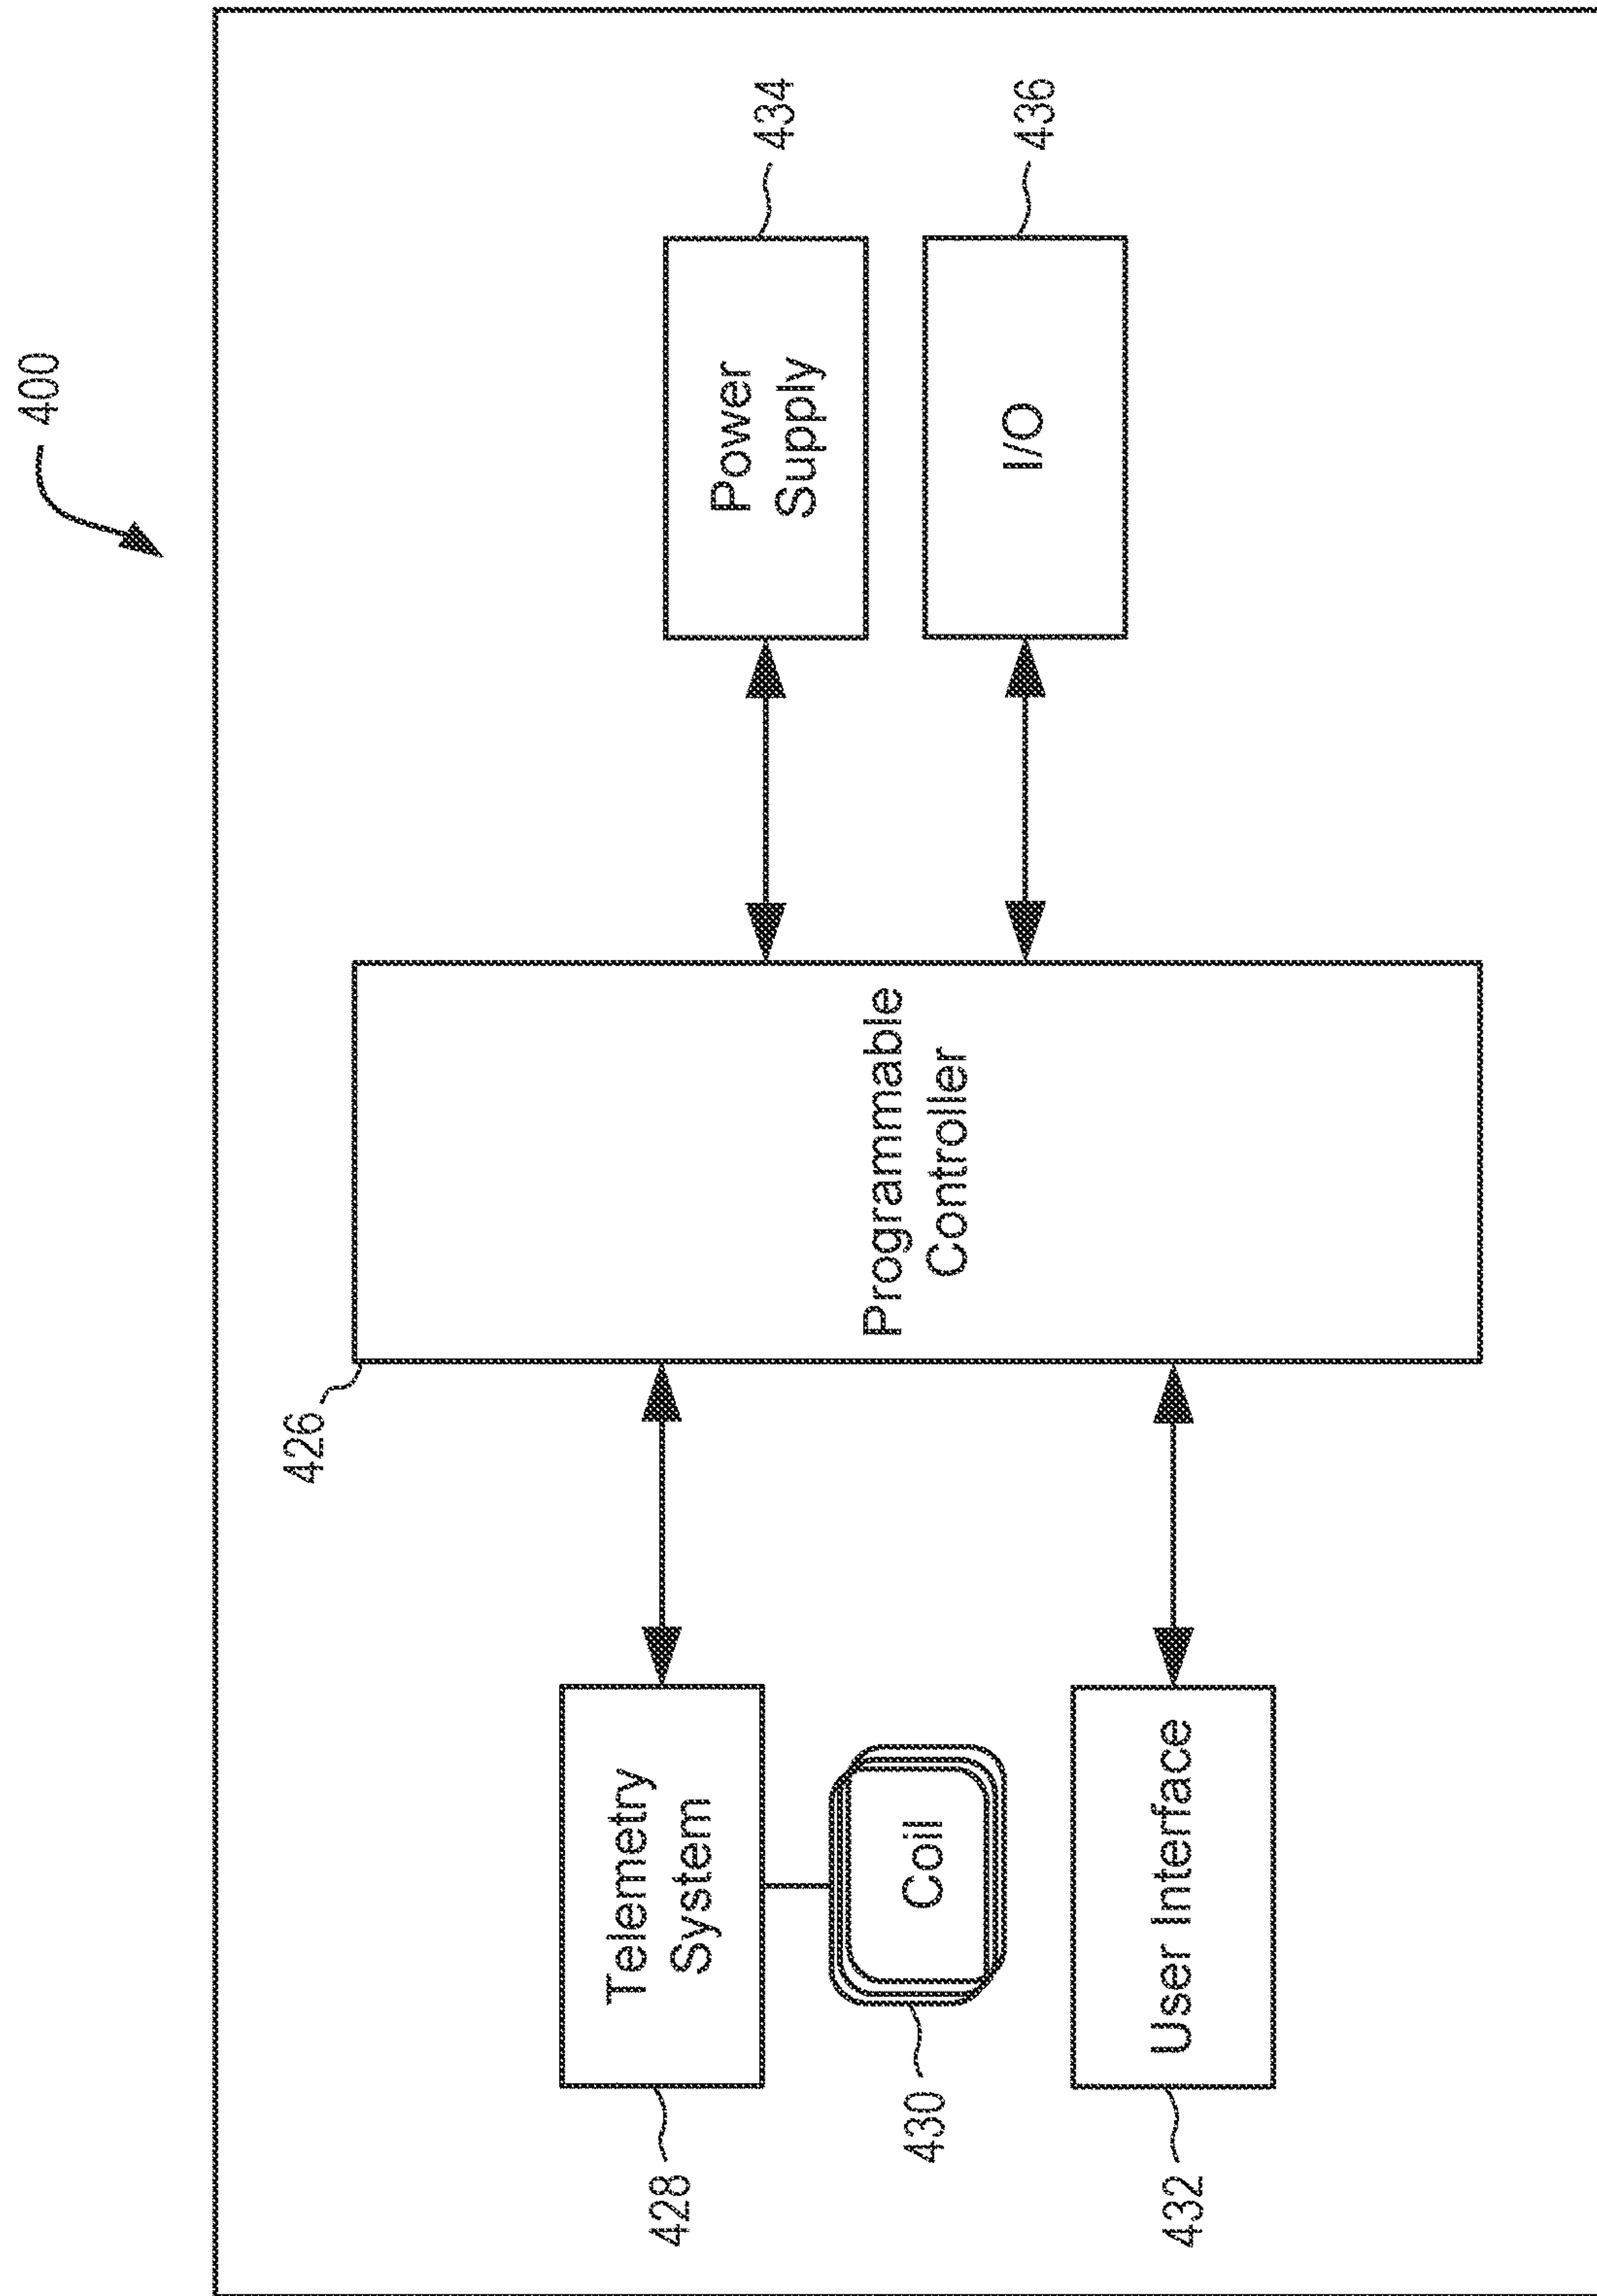 400
426
428
Telemetry
System
430
Coil
432
User Interface
Programmable
Controller
Power
Supply
434
I/O
436